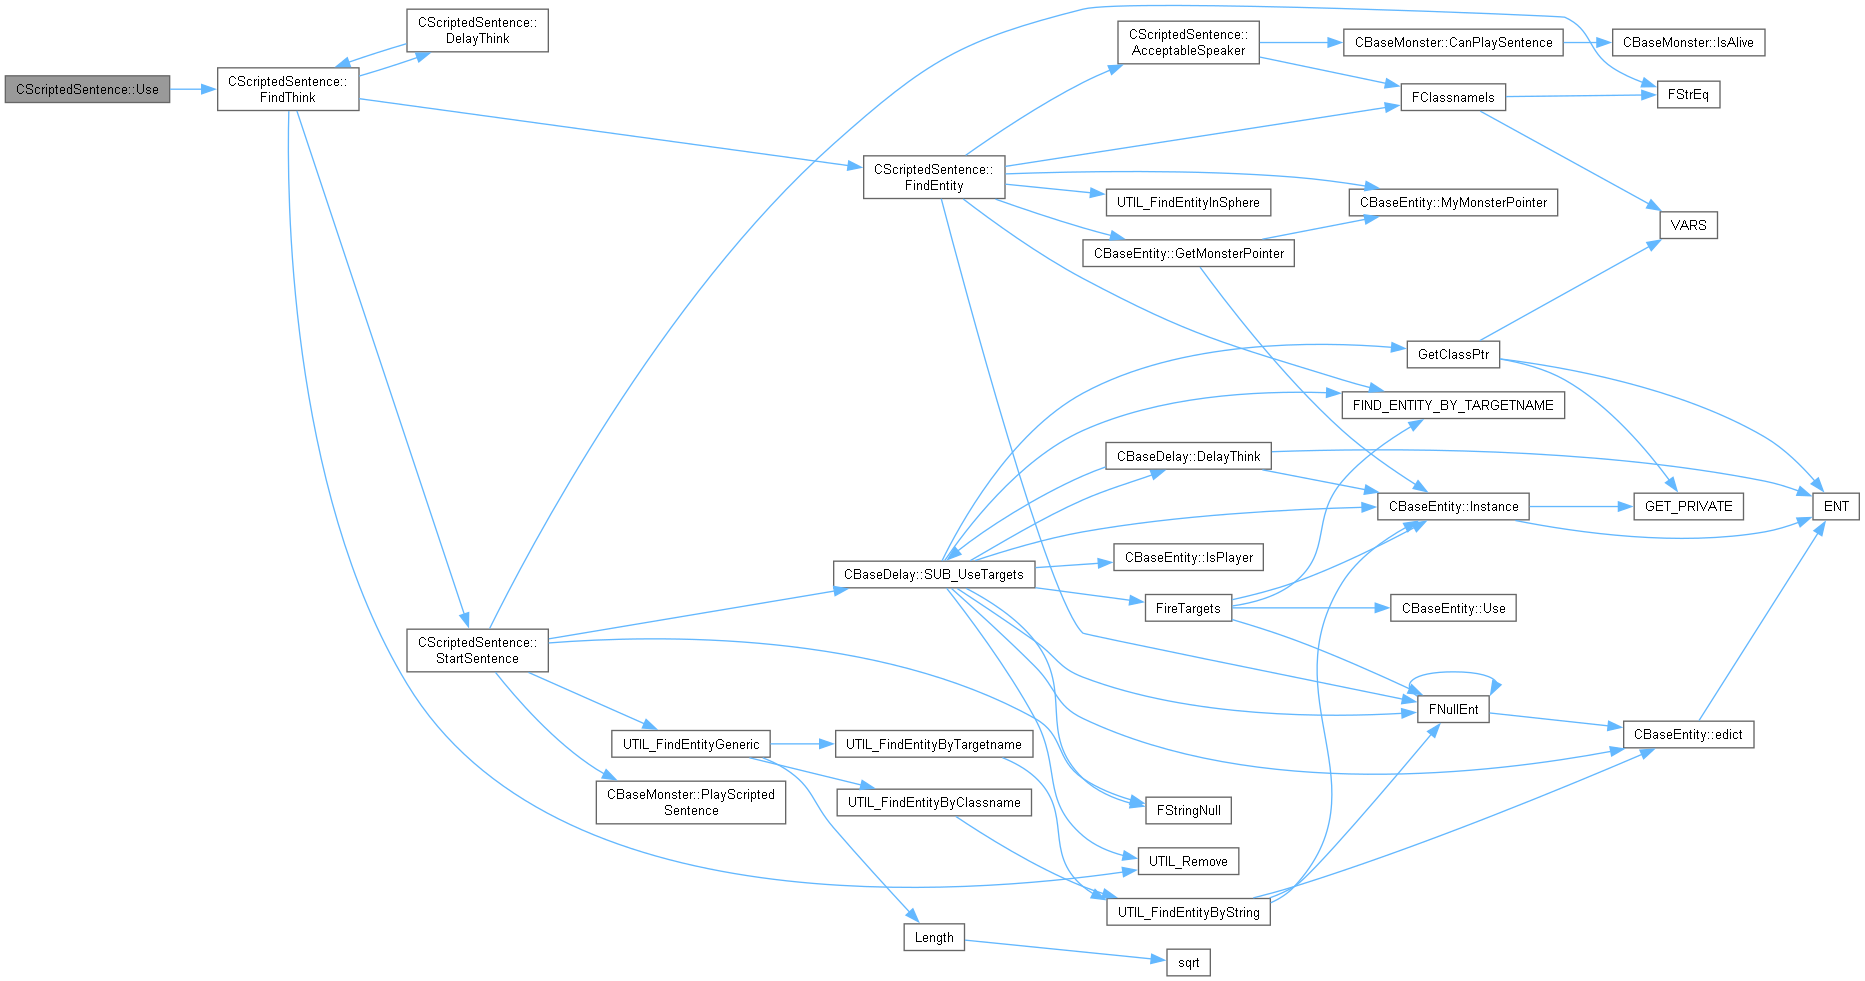 CScriptedSentence::Use
CScriptedSentence::
FindThink
CScriptedSentence::
DelayThink
CScriptedSentence::
StartSentence
UTIL_FindEntityGeneric
CBaseMonster::PlayScripted
Sentence
CScriptedSentence::
FindEntity
CBaseDelay::SUB_UseTargets
UTIL_FindEntityByTargetname
UTIL_FindEntityByClassname
Length
CScriptedSentence::
AcceptableSpeaker
UTIL_FindEntityInSphere
CBaseEntity::GetMonsterPointer
CBaseDelay::DelayThink
CBaseEntity::IsPlayer
FireTargets
FStringNull
UTIL_Remove
UTIL_FindEntityByString
sqrt
CBaseMonster::CanPlaySentence
FClassnameIs
CBaseEntity::MyMonsterPointer
GetClassPtr
FIND_ENTITY_BY_TARGETNAME
CBaseEntity::Instance
CBaseEntity::Use
FNullEnt
CBaseMonster::IsAlive
FStrEq
VARS
GET_PRIVATE
CBaseEntity::edict
ENT